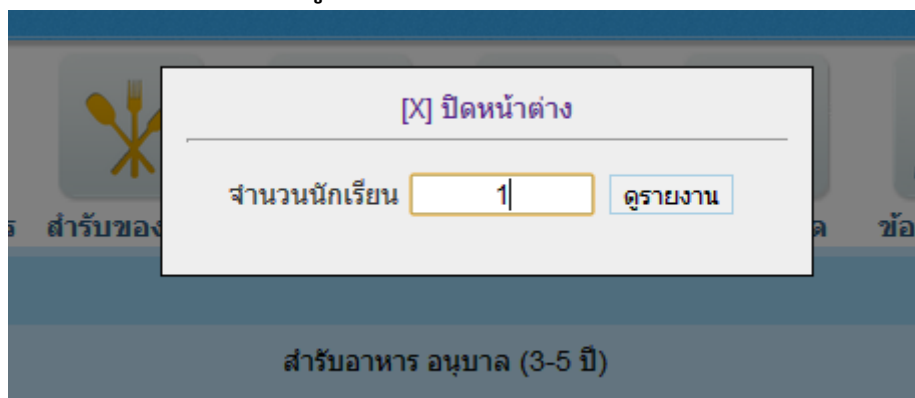 [X] ปิดหน้าต่าง
จำนวนนักเรียน 1 ดูรายงาน
สำรับของ
สำรับอาหาร อนุบาล (3-5 ปี)